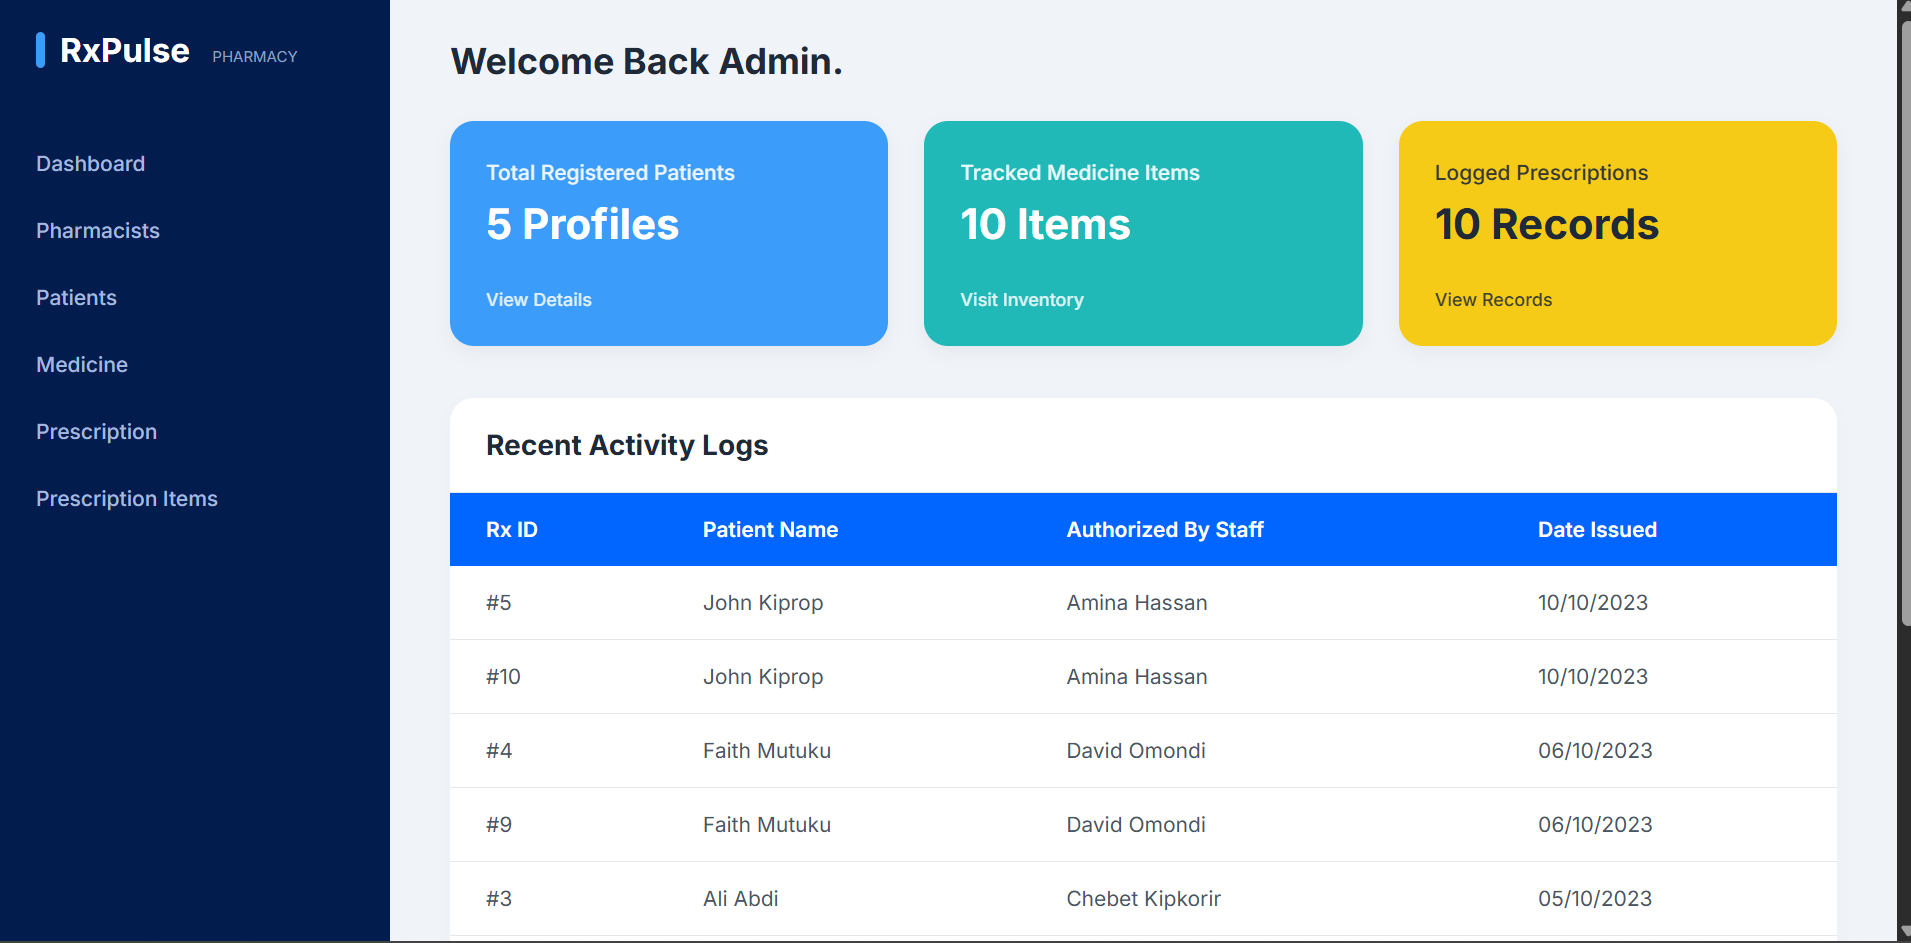 RxPulse PHARMACY
Dashboard
Pharmacists
Patients
Medicine
Prescription
Prescription Items
Welcome Back Admin.
Total Registered Patients
5 Profiles
View Details
Tracked Medicine Items
10 Items
Visit Inventory
Logged Prescriptions
10 Records
View Records
Recent Activity Logs
Rx ID Patient Name Authorized By Staff Date Issued
#5 John Kiprop Amina Hassan 10/10/2023
#10 John Kiprop Amina Hassan 10/10/2023
#4 Faith Mutuku David Omondi 06/10/2023
#9 Faith Mutuku David Omondi 06/10/2023
#3 Ali Abdi Chebet Kipkorir 05/10/2023